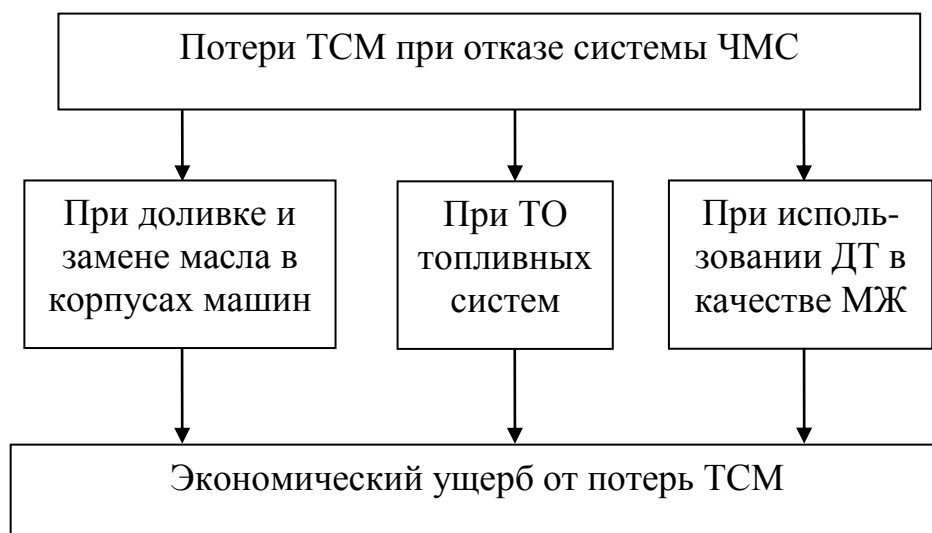 Потери ТСМ при отказе системы ЧМС
При доливке и
замене масла в
корпусах машин
При ТО
топливных
систем
При исполь-
зовании ДТ в
качестве МЖ
Экономический ущерб от потерь ТСМ